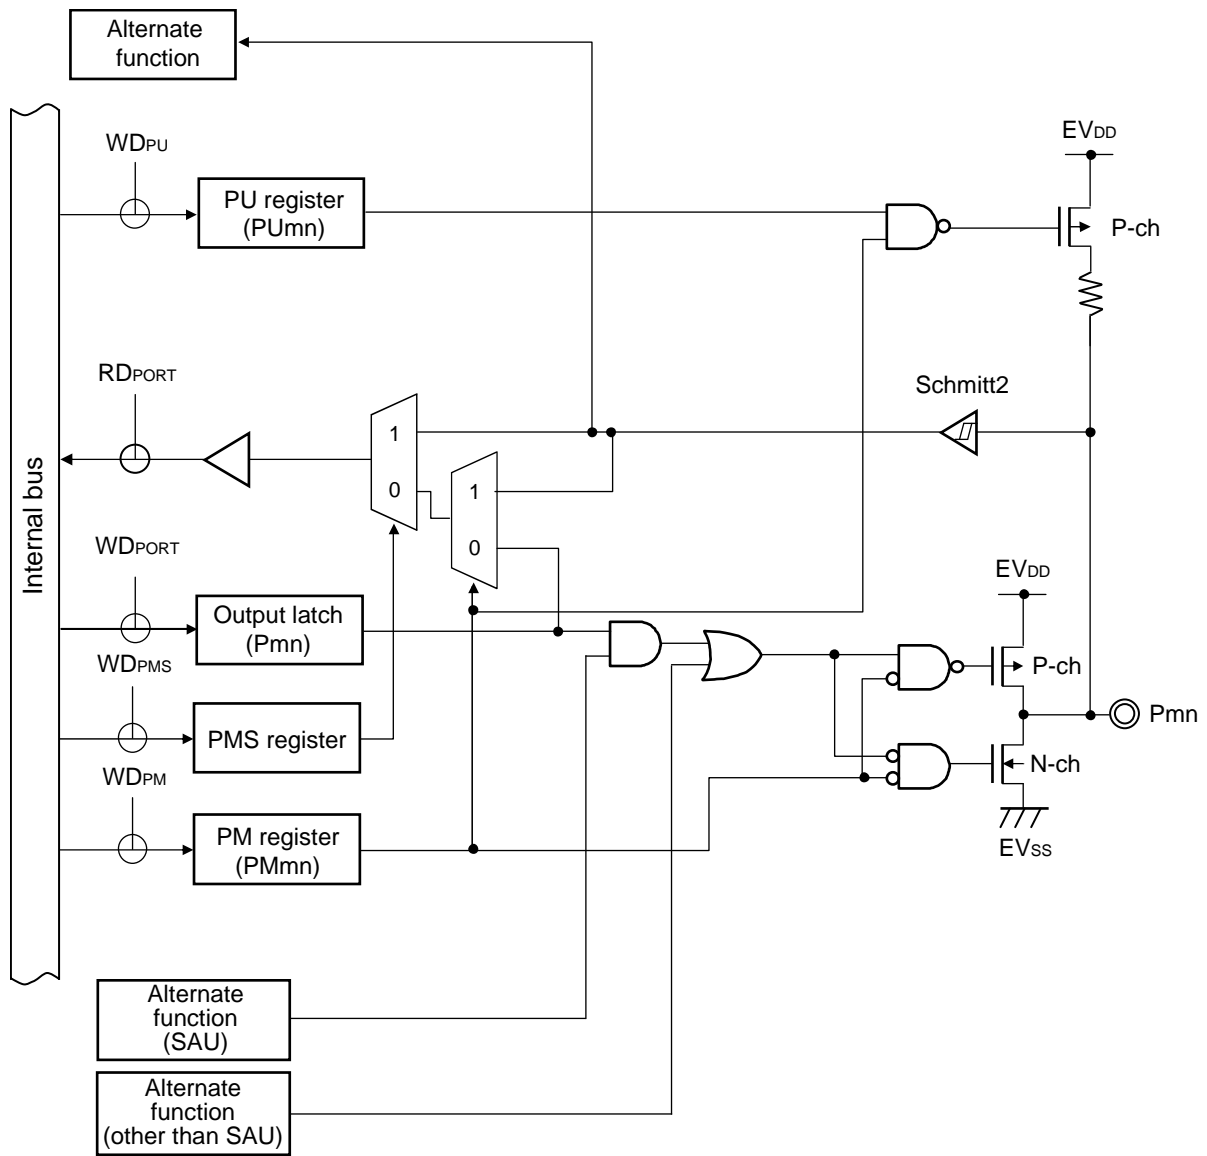 Alternate
function
EVDD
WDPU
PU register
(PUmn)
P-ch
RDPORT
Schmitt2
1
0
1
0
Internal bus
WDPORT
EVDD
Output latch
(Pmn)
WDPMS
P-ch
Pmn
PMS register
WDPM
N-ch
PM register
(PMmn)
EVSS
Alternate
function
(SAU)
Alternate
function
(other than SAU)